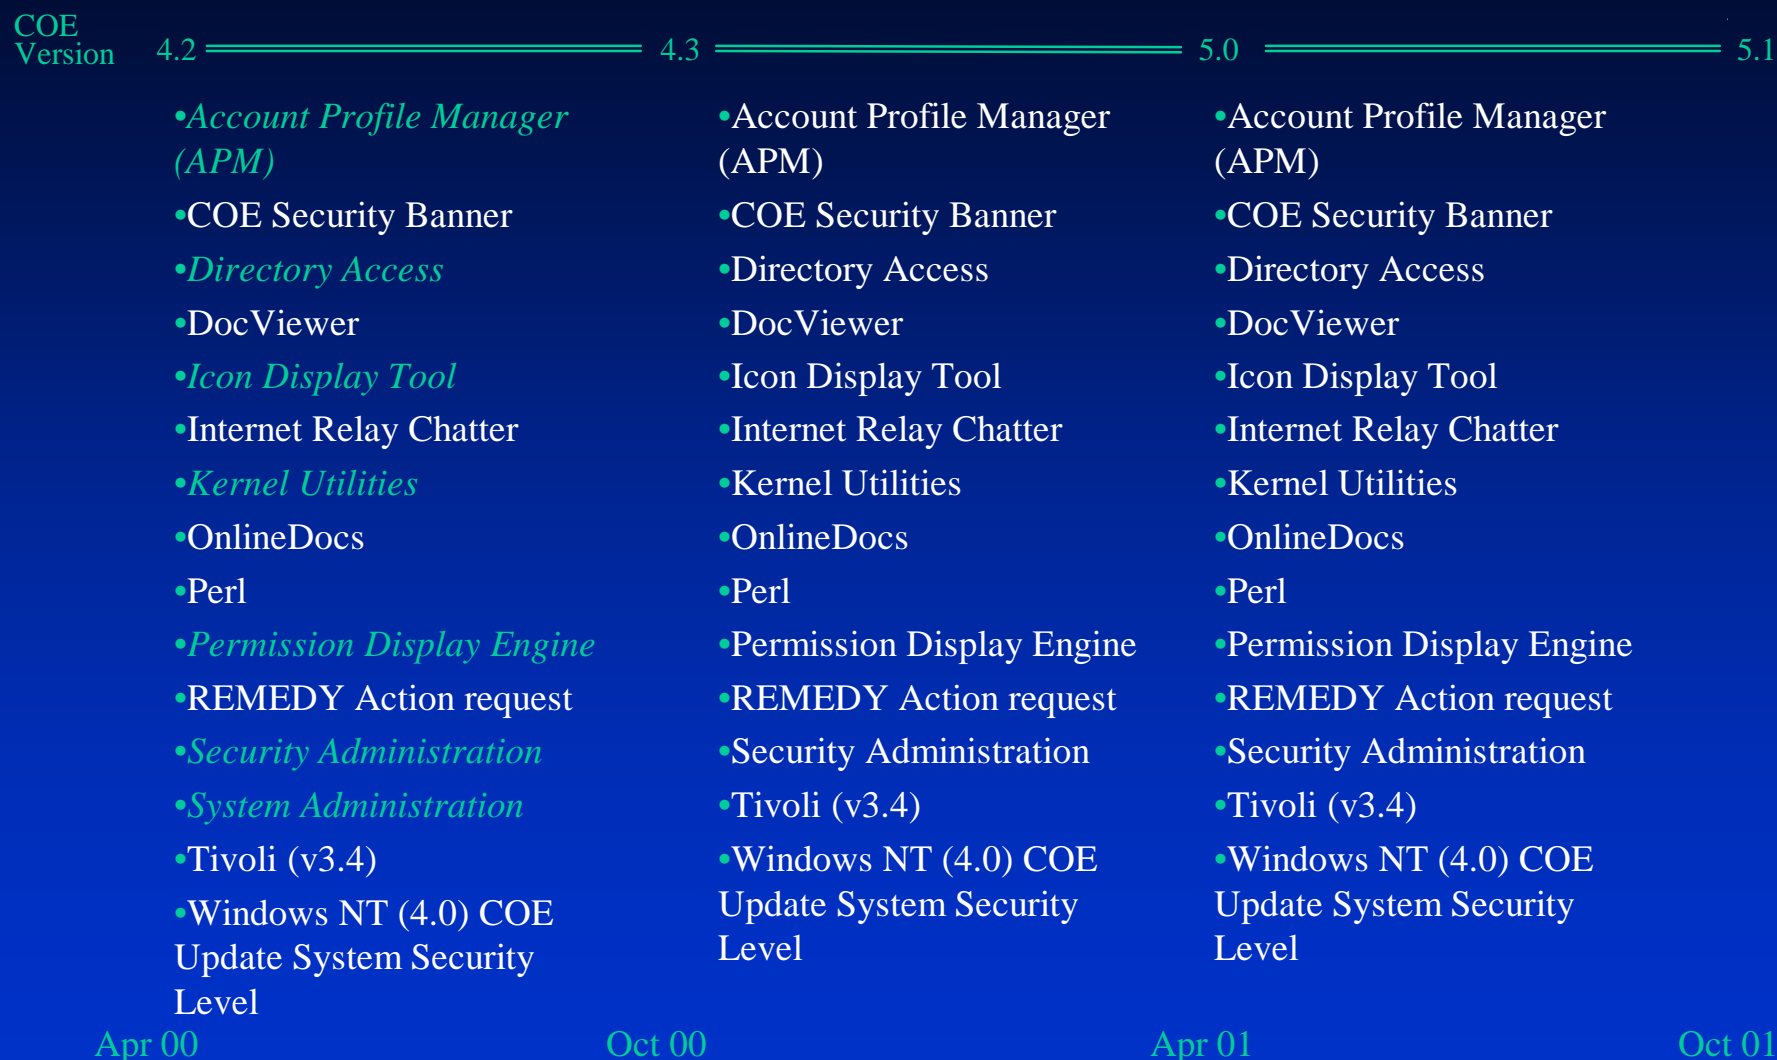 COE
Version 4.2 4.3 5.0 5.1
•Account Profile Manager
(APM)
•COE Security Banner
•Directory Access
•DocViewer
•Icon Display Tool
•Internet Relay Chatter
•Kernel Utilities
•OnlineDocs
•Perl
•Permission Display Engine
•REMEDY Action request
•Security Administration
•System Administration
•Tivoli (v3.4)
•Windows NT (4.0) COE
Update System Security
Level
•Account Profile Manager
(APM)
•COE Security Banner
•Directory Access
•DocViewer
•Icon Display Tool
•Internet Relay Chatter
•Kernel Utilities
•OnlineDocs
•Perl
•Permission Display Engine
•REMEDY Action request
•Security Administration
•Tivoli (v3.4)
•Windows NT (4.0) COE
Update System Security
Level
•Account Profile Manager
(APM)
•COE Security Banner
•Directory Access
•DocViewer
•Icon Display Tool
•Internet Relay Chatter
•Kernel Utilities
•OnlineDocs
•Perl
•Permission Display Engine
•REMEDY Action request
•Security Administration
•Tivoli (v3.4)
•Windows NT (4.0) COE
Update System Security
Level
Apr 00 Oct 00 Apr 01 Oct 01